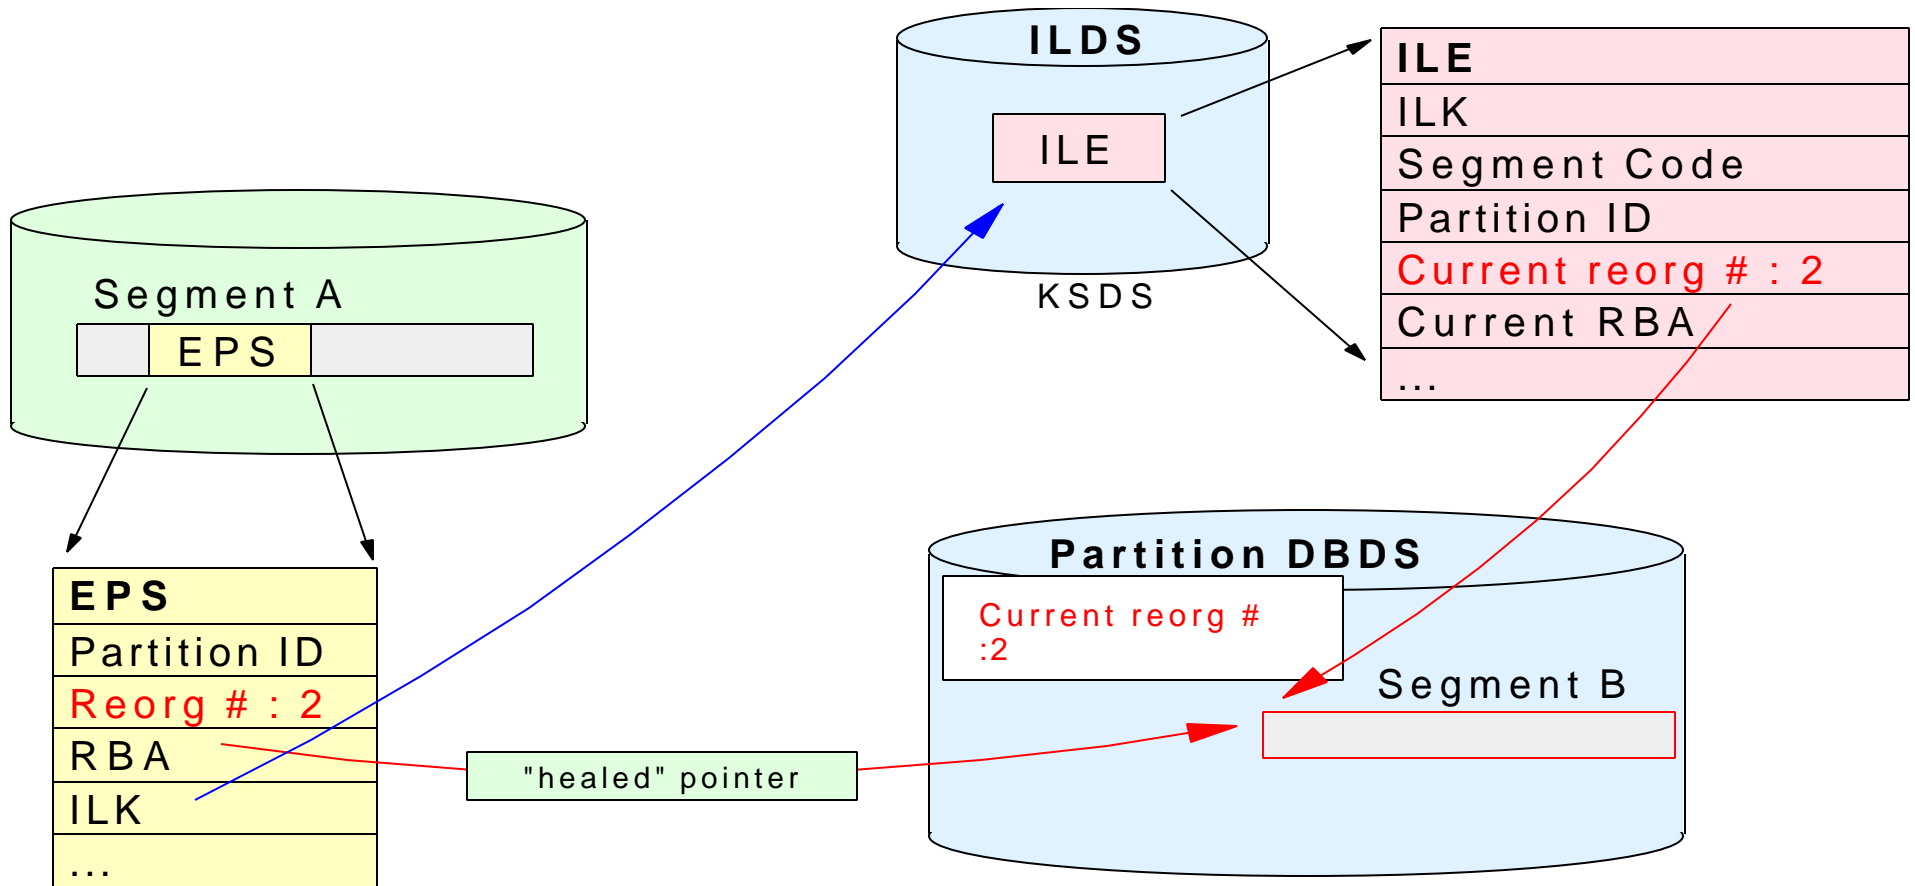 ILDS
ILE
KSDS
ILE
ILK
Segment Code
Partition ID
Current reorg # : 2
Current RBA
...
Segment A
EPS
EPS
Partition ID
Reorg # : 2
RBA
ILK
...
"healed" pointer
Partition DBDS
Current reorg #
:2
Segment B